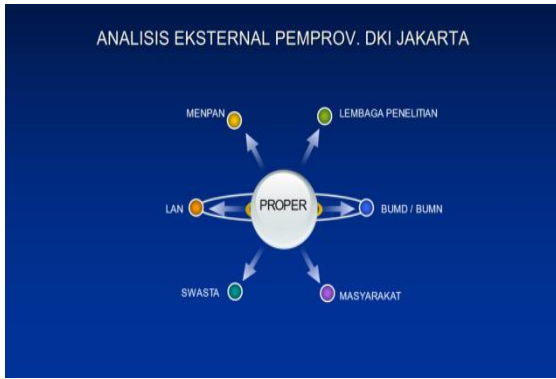 ANALISIS EKSTERNAL PEMPROV. DKI JAKARTA
MENPAN
LEMBAGA PENELITIAN
LAN
PROPER
BUMD / BUMN
SWASTA
MASYARAKAT